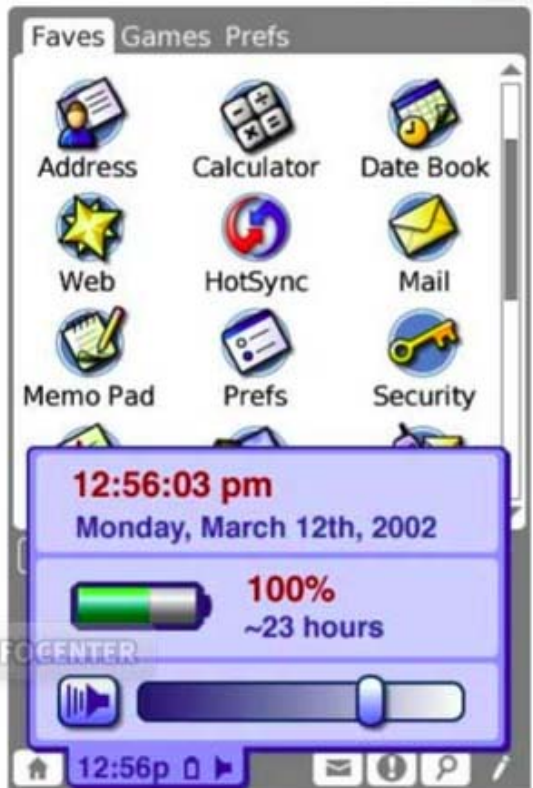 Faves Games Prefs
Address Calculator Date Book
Web HotSync Mail
Memo Pad Prefs Security
12:56:03 pm
Monday, March 12th, 2002
100%
~23 hours
FOCENTER
12:56p